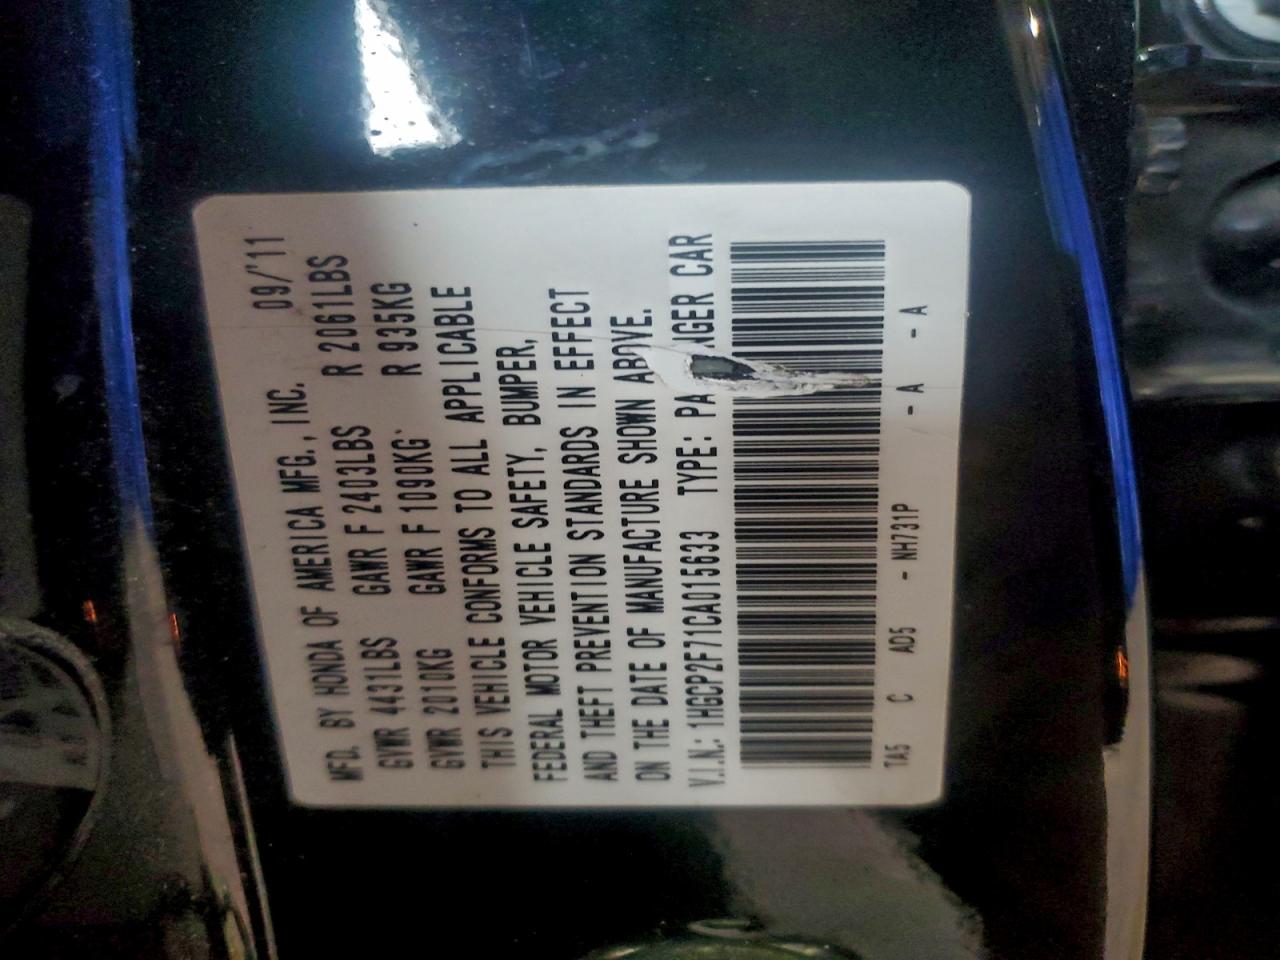 MFD. BY HONDA OF AMERICA MFG., INC. 09/'11
GVWR 4431LBS GAWR F 2403LBS R 2061LBS
GVWR 2010KG GAWR F 1090KG R 935KG
THIS VEHICLE CONFORMS TO ALL APPLICABLE
FEDERAL MOTOR VEHICLE SAFETY, BUMPER,
AND THEFT PREVENTION STANDARDS IN EFFECT
ON THE DATE OF MANUFACTURE SHOWN ABOVE.
V.I.N.: 1HGCP2F71CA015633 TYPE: PA NGER CAR
TA5 C AD5 - NH731P - A - A